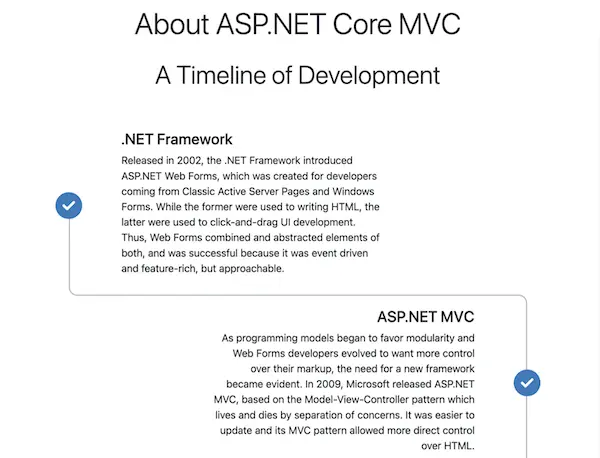 About ASP.NET Core MVC
A Timeline of Development
.NET Framework
Released in 2002, the .NET Framework introduced
ASP.NET Web Forms, which was created for developers
coming from Classic Active Server Pages and Windows
Forms. While the former were used to writing HTML, the
latter were used to click-and-drag UI development.
Thus, Web Forms combined and abstracted elements of
both, and was successful because it was event driven
and feature-rich, but approachable.
ASP.NET MVC
As programming models began to favor modularity and
Web Forms developers evolved to want more control
over their markup, the need for a new framework
became evident. In 2009, Microsoft released ASP.NET
MVC, based on the Model-View-Controller pattern which
lives and dies by separation of concerns. It was easier to
update and its MVC pattern allowed more direct control
over HTML.